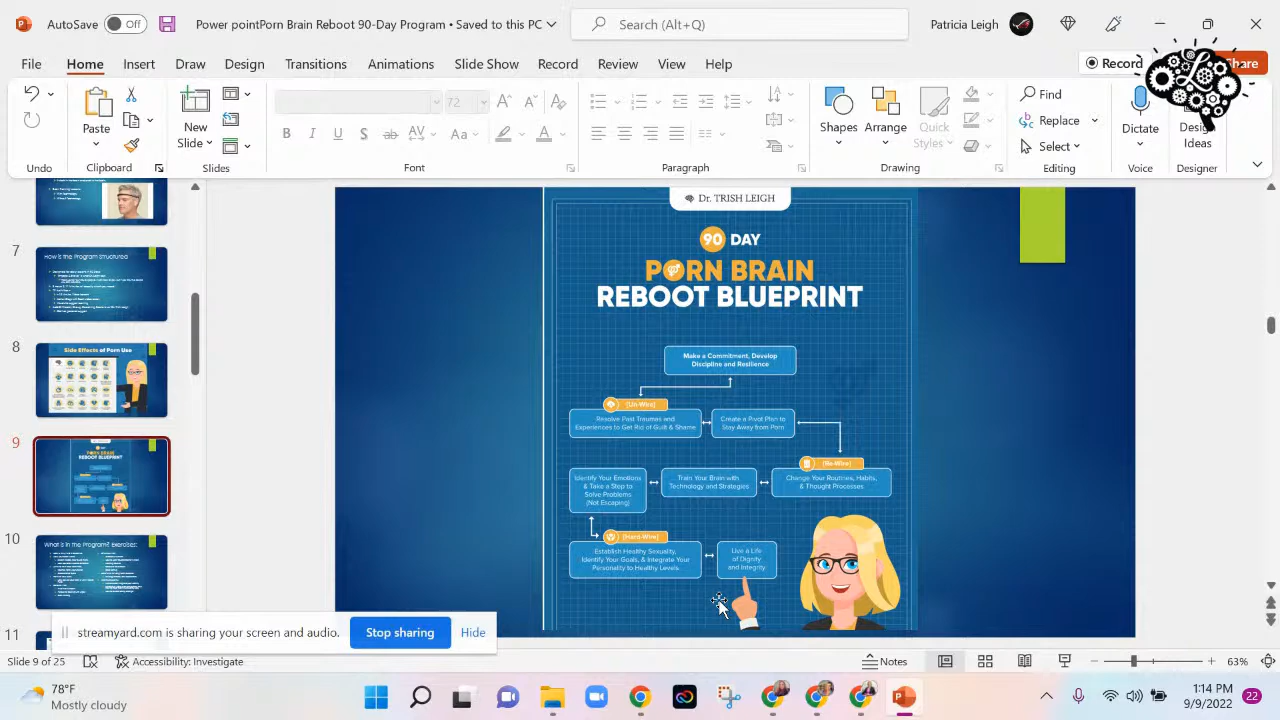 AutoSave
Off
Power pointPorn Brain Reboot 90-Day Program • Saved to this PC
Search (Alt+Q)
Patricia Leigh
File Home Insert Draw Design Transitions Animations Slide Show Record Review View Help
Record
Share
72
Paste
New
Slide
Shapes
Arrange
Quick
Styles
Find
Replace
Select
Dictate
Design
Ideas
Undo
Clipboard
Slides
Font
Paragraph
Drawing
Editing
Voice
Designer
How is the Program Structured
8
Side Effects of Porn Use
9
90 DAY
PORN BRAIN
REBOOT BLUEPRINT
10
What is in the Program? Exercises:
11
Dr. TRISH LEIGH
90 DAY
PORN BRAIN
REBOOT BLUEPRINT
Make a Commitment, Develop
Discipline and Resilience
[Un-Wire]
Resolve Past Traumas and
Experiences to Get Rid of Guilt & Shame
Create a Pivot Plan to
Stay Away from Porn
[Re-Wire]
Identify Your Emotions
& Take a Step to
Solve Problems
(Not Escaping)
Train Your Brain with
Technology and Strategies
Change Your Routines, Habits,
& Thought Processes
[Hard-Wire]
Establish Healthy Sexuality,
Identify Your Goals, & Integrate Your
Personality to Healthy Levels
Live a Life
of Dignity
and Integrity
streamyard.com is sharing your screen and audio.
Stop sharing
Hide
Slide 9 of 25
Accessibility: Investigate
Notes
63%
78°F
Mostly cloudy
1:14 PM
9/9/2022
22